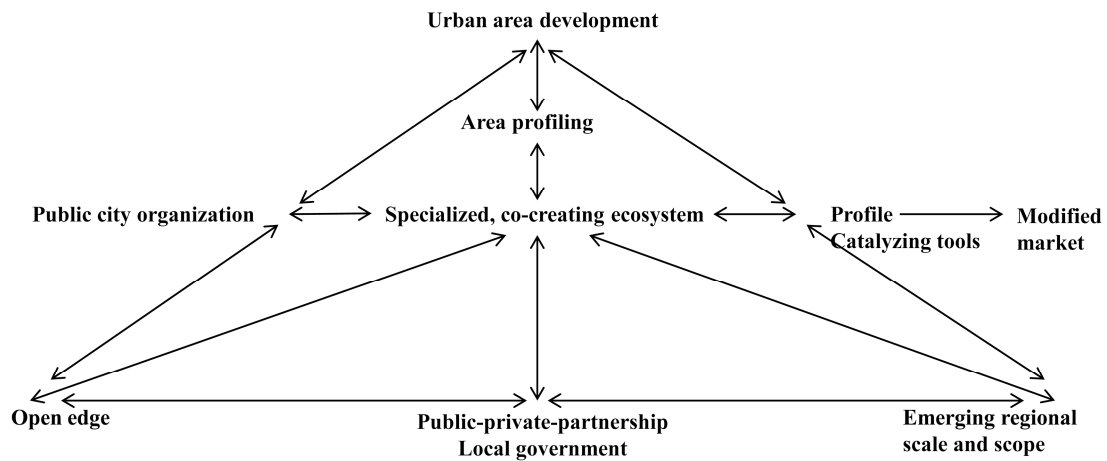 Urban area development
Area profiling
Public city organization
Specialized, co-creating ecosystem
Profile
Catalyzing tools
Modified
market
Open edge
Public-private-partnership
Local government
Emerging regional
scale and scope